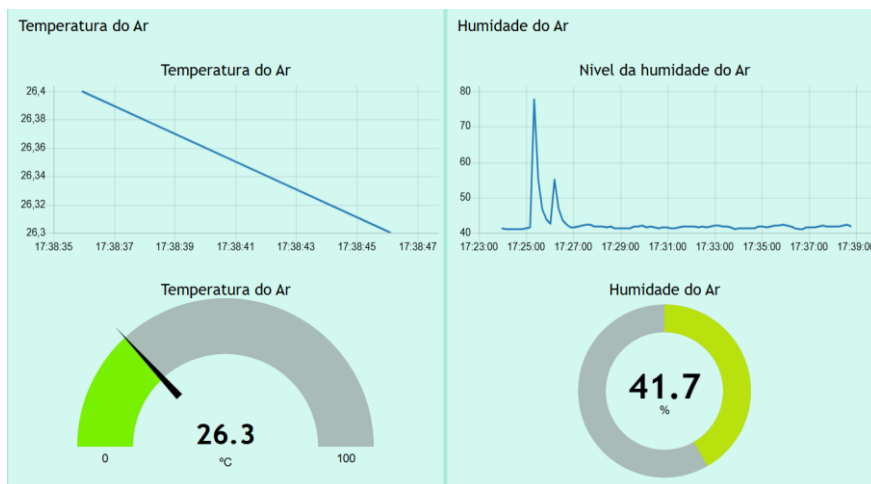 Temperatura do Ar
Temperatura do Ar
26,4
26,38
26,36
26,34
26,32
26,3
17:38:35 17:38:37 17:38:39 17:38:41 17:38:43 17:38:45 17:38:47
Temperatura do Ar
26.3
ºC
0 100
Humidade do Ar
Nivel da humidade do Ar
80
70
60
50
40
17:23:00 17:25:00 17:27:00 17:29:00 17:31:00 17:33:00 17:35:00 17:37:00 17:39:00
Humidade do Ar
41.7
%